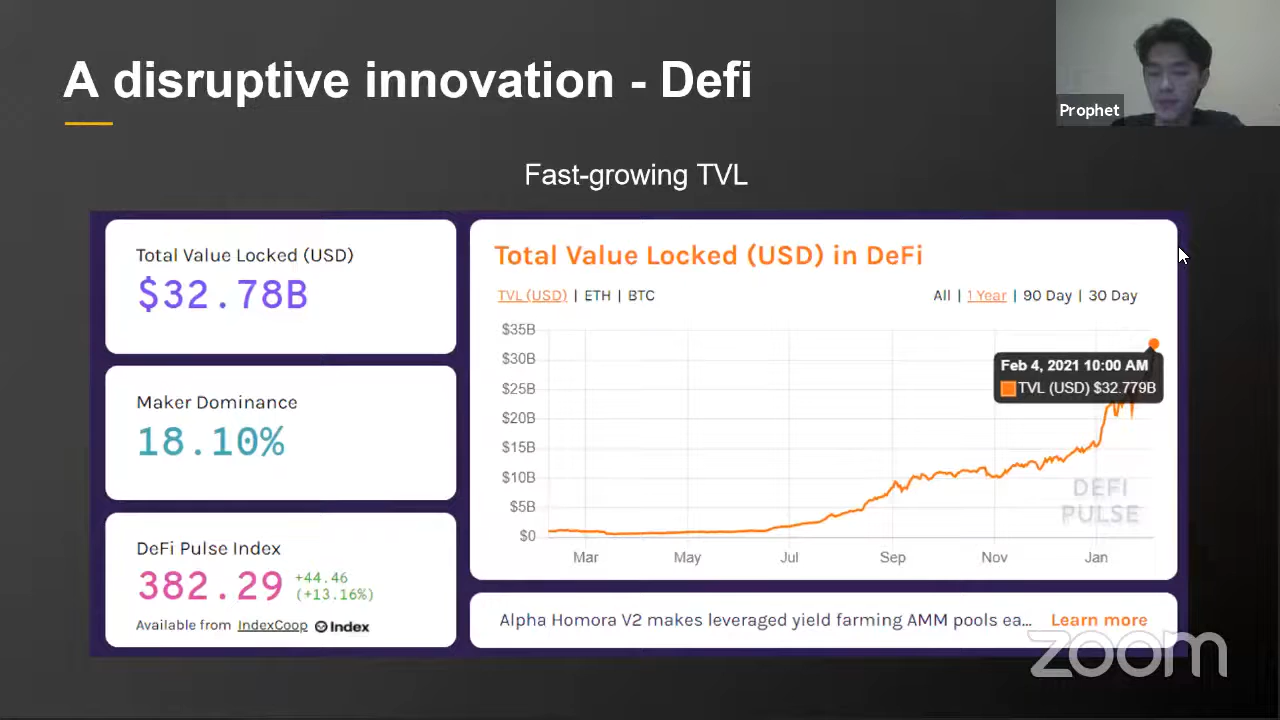 A disruptive innovation - Defi
Prophet
Fast-growing TVL
Total Value Locked (USD)
$32.78B
Maker Dominance
18.10%
DeFi Pulse Index
382.29
+44.46
(+13.16%)
Available from IndexCoop Index
Total Value Locked (USD) in DeFi
TVL (USD) | ETH | BTC
All | 1 Year | 90 Day | 30 Day
$35B
$30B
$25B
$20B
$15B
$10B
$5B
$0
Feb 4, 2021 10:00 AM
TVL (USD) $32.779B
DEFI
PULSE
Mar May Jul Sep Nov Jan
Alpha Homora V2 makes leveraged yield farming AMM pools ea... Learn more
zoom